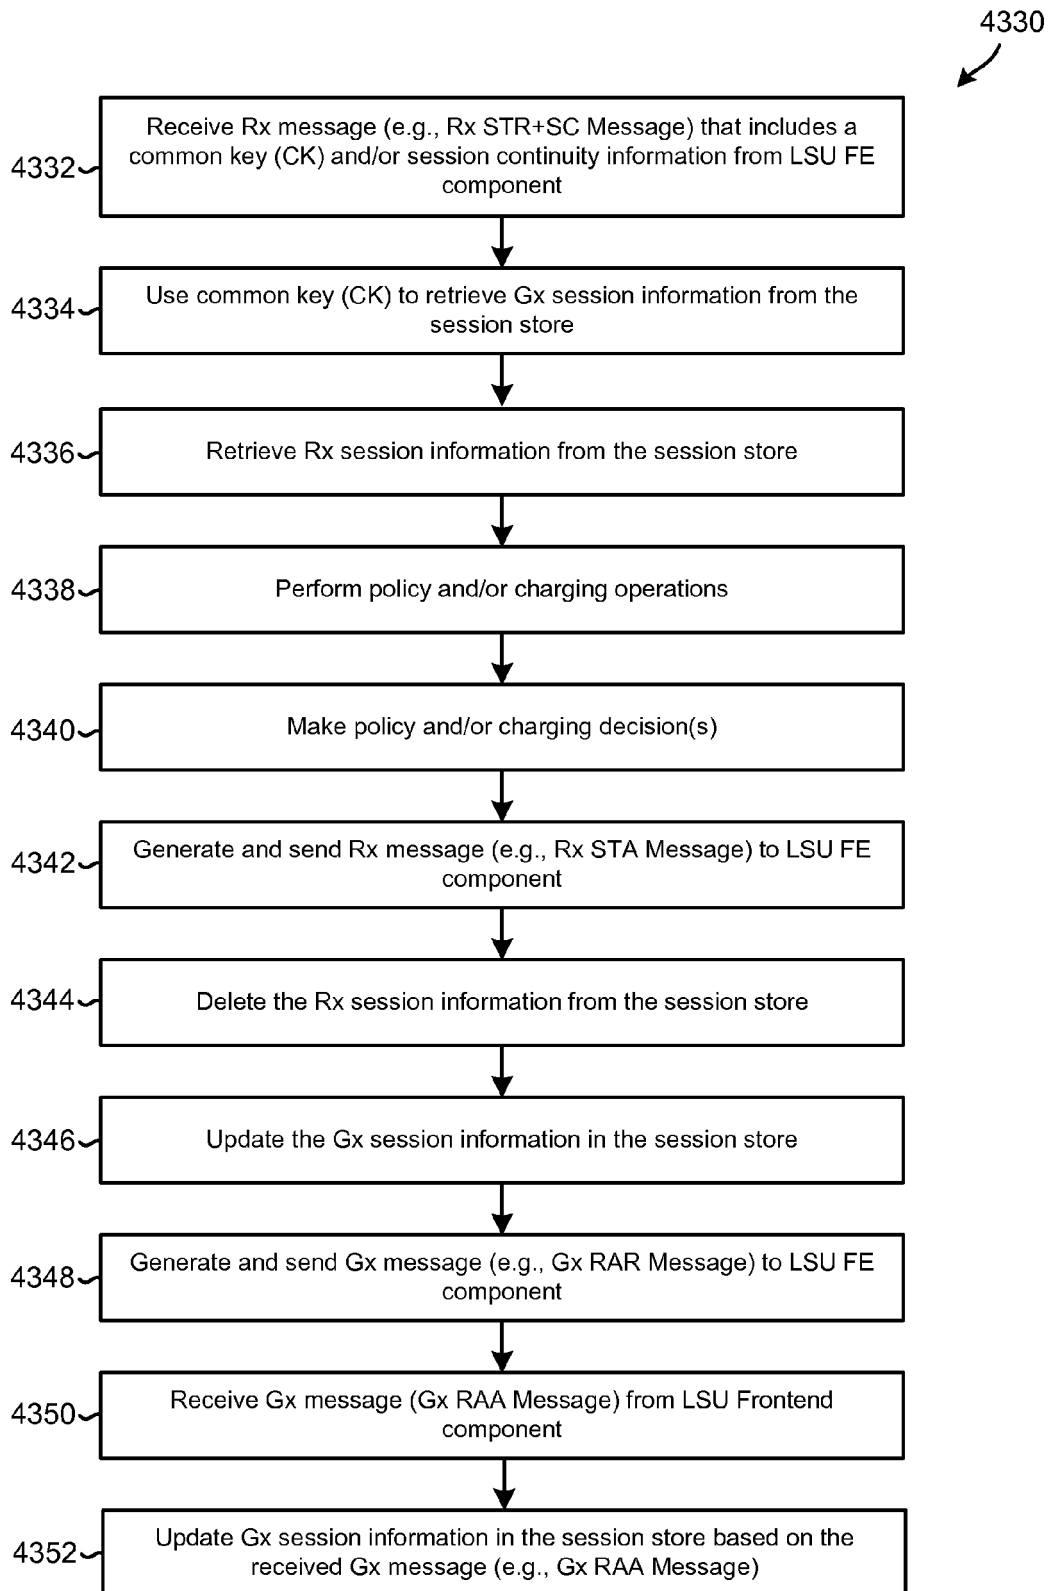 4330
4332
Receive Rx message (e.g., Rx STR+SC Message) that includes a
common key (CK) and/or session continuity information from LSU FE
component
4334
Use common key (CK) to retrieve Gx session information from the
session store
4336
Retrieve Rx session information from the session store
4338
Perform policy and/or charging operations
4340
Make policy and/or charging decision(s)
4342
Generate and send Rx message (e.g., Rx STA Message) to LSU FE
component
4344
Delete the Rx session information from the session store
4346
Update the Gx session information in the session store
4348
Generate and send Gx message (e.g., Gx RAR Message) to LSU FE
component
4350
Receive Gx message (Gx RAA Message) from LSU Frontend
component
4352
Update Gx session information in the session store based on the
received Gx message (e.g., Gx RAA Message)